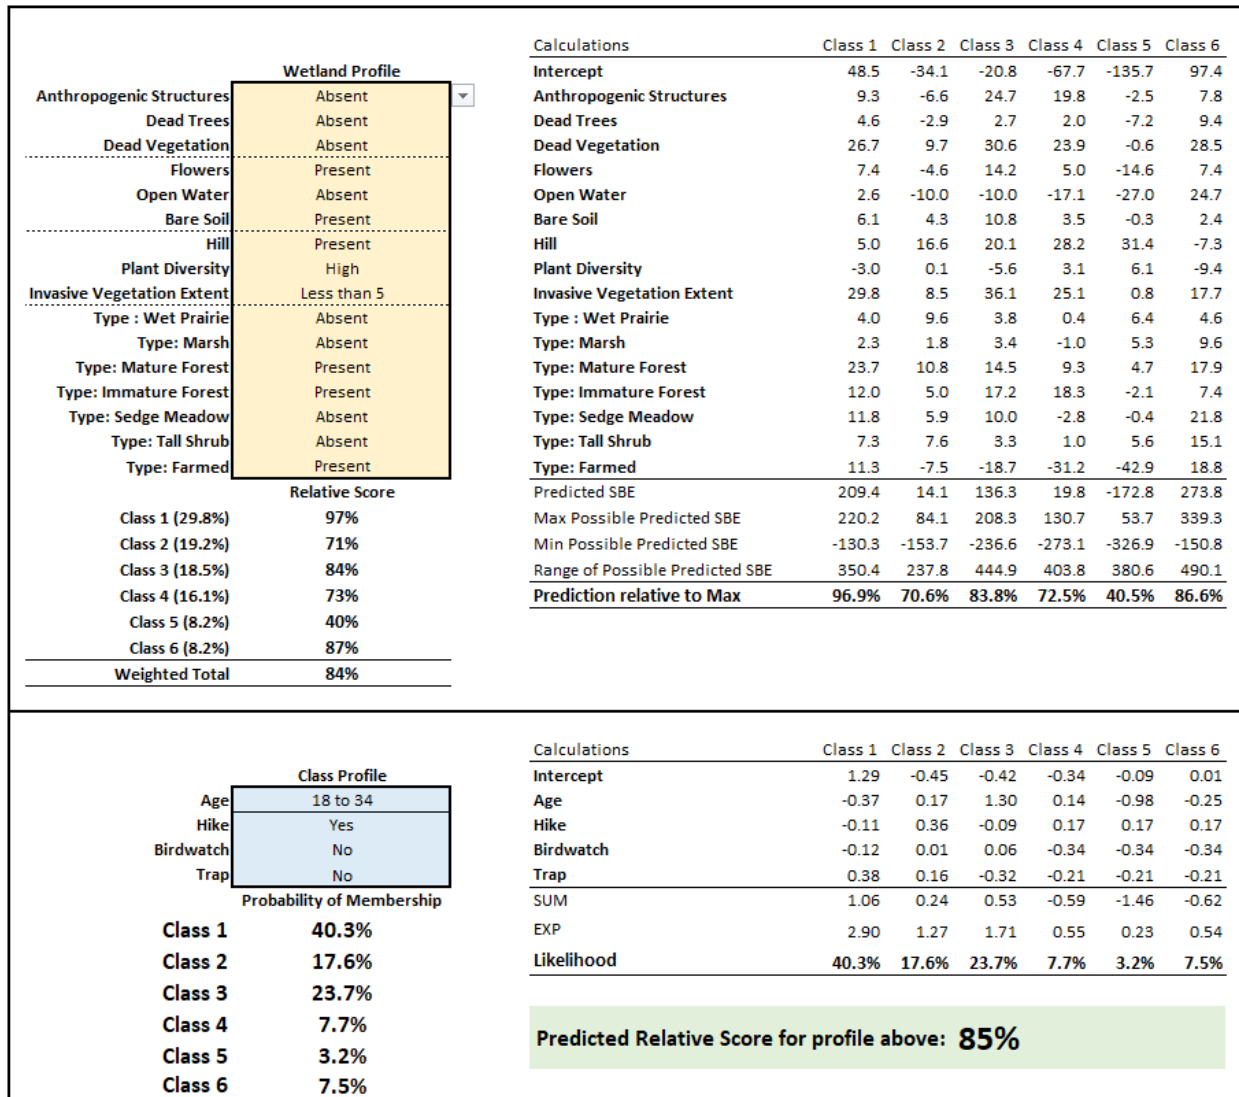 Calculations Class 1 Class 2 Class 3 Class 4 Class 5 Class 6
Wetland Profile Intercept 48.5 -34.1 -20.8 -67.7 -135.7 97.4
Anthropogenic Structures Absent Anthropogenic Structures 9.3 -6.6 24.7 19.8 -2.5 7.8
Dead Trees Absent Dead Trees 4.6 -2.9 2.7 2.0 -7.2 9.4
Dead Vegetation Absent Dead Vegetation 26.7 9.7 30.6 23.9 -0.6 28.5
Flowers Present Flowers 7.4 -4.6 14.2 5.0 -14.6 7.4
Open Water Absent Open Water 2.6 -10.0 -10.0 -17.1 -27.0 24.7
Bare Soil Present Bare Soil 6.1 4.3 10.8 3.5 -0.3 2.4
Hill Present Hill 5.0 16.6 20.1 28.2 31.4 -7.3
Plant Diversity High Plant Diversity -3.0 0.1 -5.6 3.1 6.1 -9.4
Invasive Vegetation Extent Less than 5 Invasive Vegetation Extent 29.8 8.5 36.1 25.1 0.8 17.7
Type : Wet Prairie Absent Type : Wet Prairie 4.0 9.6 3.8 0.4 6.4 4.6
Type: Marsh Absent Type: Marsh 2.3 1.8 3.4 -1.0 5.3 9.6
Type: Mature Forest Present Type: Mature Forest 23.7 10.8 14.5 9.3 4.7 17.9
Type: Immature Forest Present Type: Immature Forest 12.0 5.0 17.2 18.3 -2.1 7.4
Type: Sedge Meadow Absent Type: Sedge Meadow 11.8 5.9 10.0 -2.8 -0.4 21.8
Type: Tall Shrub Absent Type: Tall Shrub 7.3 7.6 3.3 1.0 5.6 15.1
Type: Farmed Present Type: Farmed 11.3 -7.5 -18.7 -31.2 -42.9 18.8
Relative Score Predicted SBE 209.4 14.1 136.3 19.8 -172.8 273.8
Class 1 (29.8%) 97% Max Possible Predicted SBE 220.2 84.1 208.3 130.7 53.7 339.3
Class 2 (19.2%) 71% Min Possible Predicted SBE -130.3 -153.7 -236.6 -273.1 -326.9 -150.8
Class 3 (18.5%) 84% Range of Possible Predicted SBE 350.4 237.8 444.9 403.8 380.6 490.1
Class 4 (16.1%) 73% Prediction relative to Max 96.9% 70.6% 83.8% 72.5% 40.5% 86.6%
Class 5 (8.2%) 40%
Class 6 (8.2%) 87%
Weighted Total 84%
Calculations Class 1 Class 2 Class 3 Class 4 Class 5 Class 6
Class Profile Intercept 1.29 -0.45 -0.42 -0.34 -0.09 0.01
Age 18 to 34 Age -0.37 0.17 1.30 0.14 -0.98 -0.25
Hike Yes Hike -0.11 0.36 -0.09 0.17 0.17 0.17
Birdwatch No Birdwatch -0.12 0.01 0.06 -0.34 -0.34 -0.34
Trap No Trap 0.38 0.16 -0.32 -0.21 -0.21 -0.21
Probability of Membership SUM 1.06 0.24 0.53 -0.59 -1.46 -0.62
Class 1 40.3% EXP 2.90 1.27 1.71 0.55 0.23 0.54
Class 2 17.6% Likelihood 40.3% 17.6% 23.7% 7.7% 3.2% 7.5%
Class 3 23.7%
Class 4 7.7% Predicted Relative Score for profile above: 85%
Class 5 3.2%
Class 6 7.5%